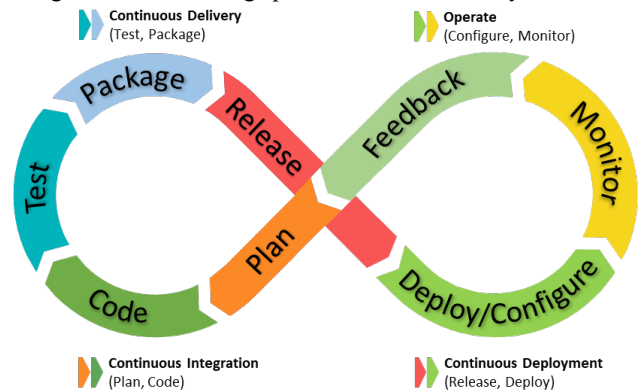 Continuous Delivery
(Test, Package)
Operate
(Configure, Monitor)
Package
Release
Feedback
Monitor
Test
Plan
Code
Deploy/Configure
Continuous Integration
(Plan, Code)
Continuous Deployment
(Release, Deploy)